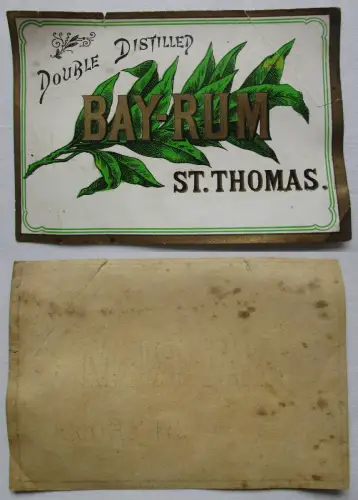 DOUBLE DISTILLED
BAY-RUM
ST. THOMAS.